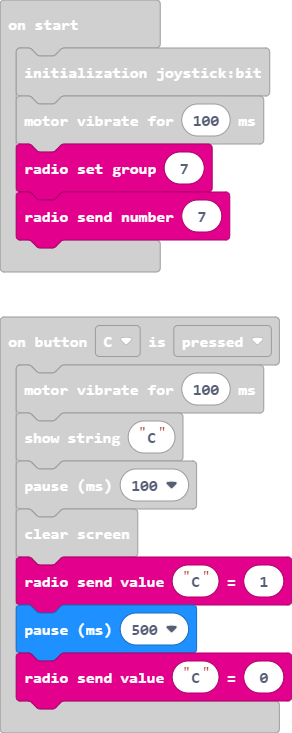 on start
initialization joystick:bit
motor vibrate for 100 ms
radio set group 7
radio send number 7
on button C is pressed
motor vibrate for 100 ms
show string "C"
pause (ms) 100
clear screen
radio send value "C" = 1
pause (ms) 500
radio send value "C" = 0